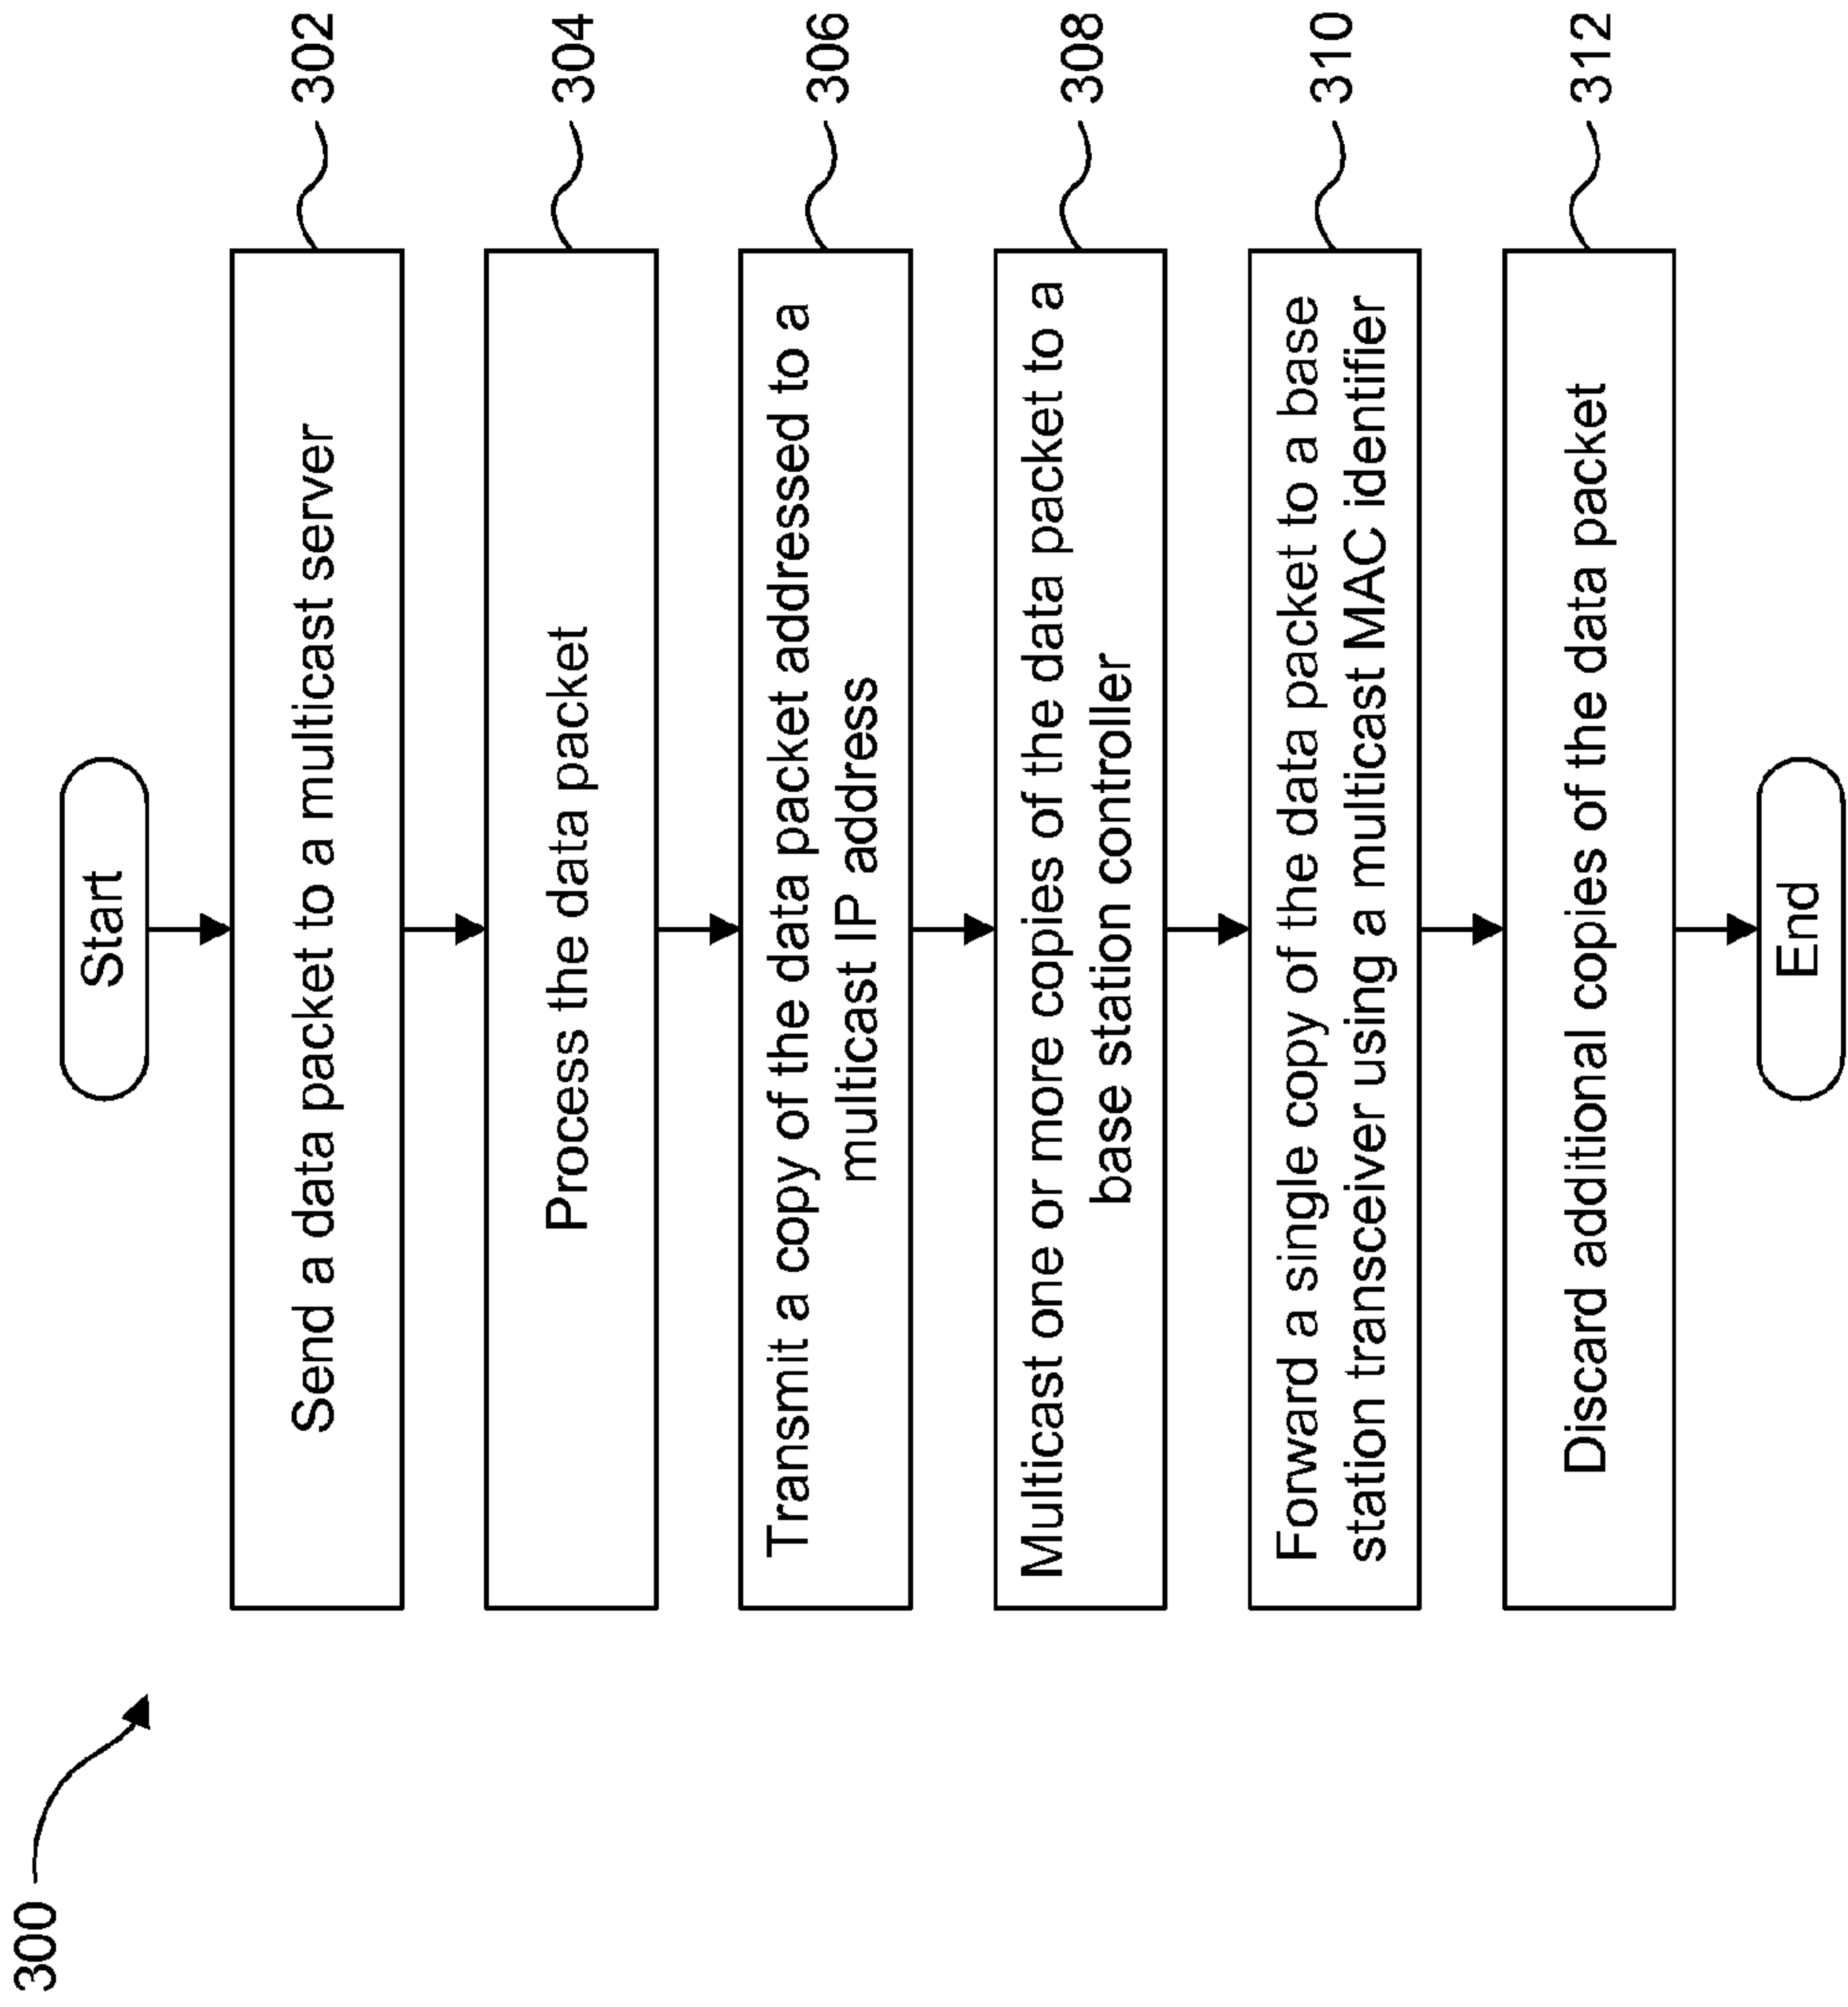 300
Start
Send a data packet to a multicast server
302
Process the data packet
304
Transmit a copy of the data packet addressed to a
multicast IP address
306
Multicast one or more copies of the data packet to a
base station controller
308
Forward a single copy of the data packet to a base
station transceiver using a multicast MAC identifier
310
Discard additional copies of the data packet
312
End